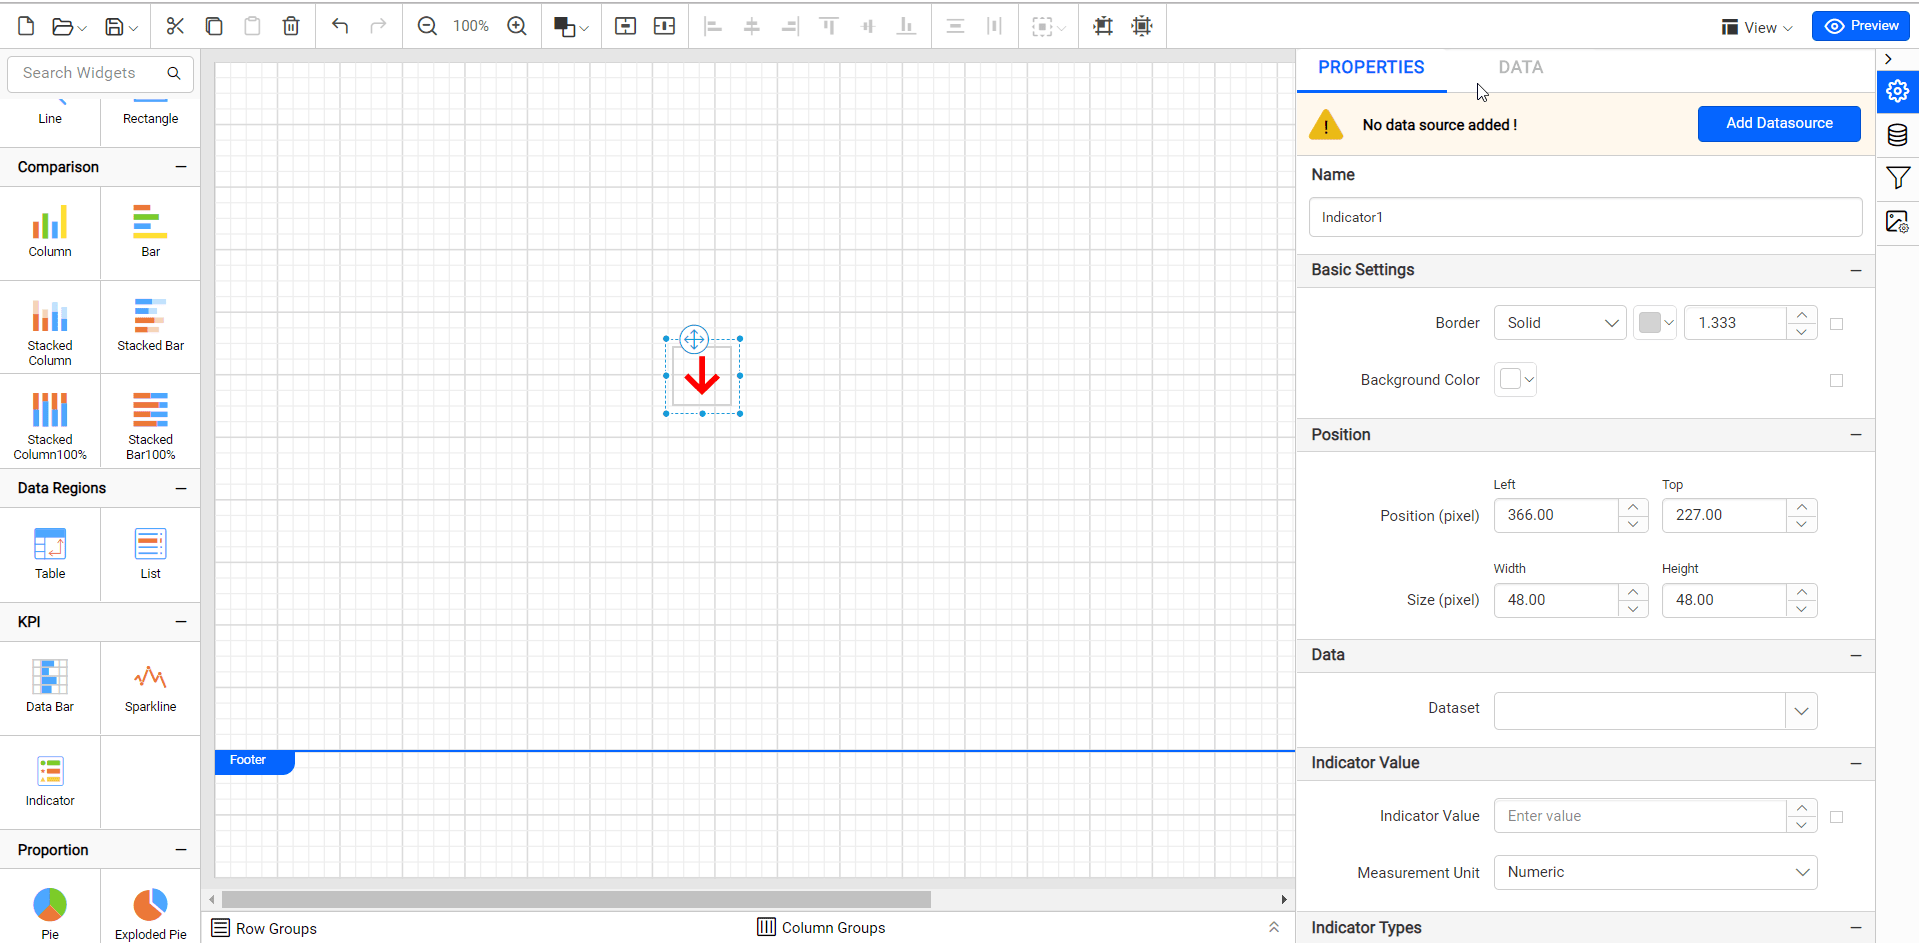 100%
View
Preview
Search Widgets
Line
Rectangle
Comparison
Column
Bar
Stacked
Column
Stacked Bar
Stacked
Column100%
Stacked
Bar100%
Data Regions
Table
List
KPI
Data Bar
Sparkline
Indicator
Proportion
Pie
Exploded Pie
Footer
Row Groups
Column Groups
PROPERTIES
DATA
No data source added !
Add Datasource
Name
Indicator1
Basic Settings
Border
Solid
1.333
Background Color
Position
Left
Top
Position (pixel)
366.00
227.00
Width
Height
Size (pixel)
48.00
48.00
Data
Dataset
Indicator Value
Indicator Value
Enter value
Measurement Unit
Numeric
Indicator Types